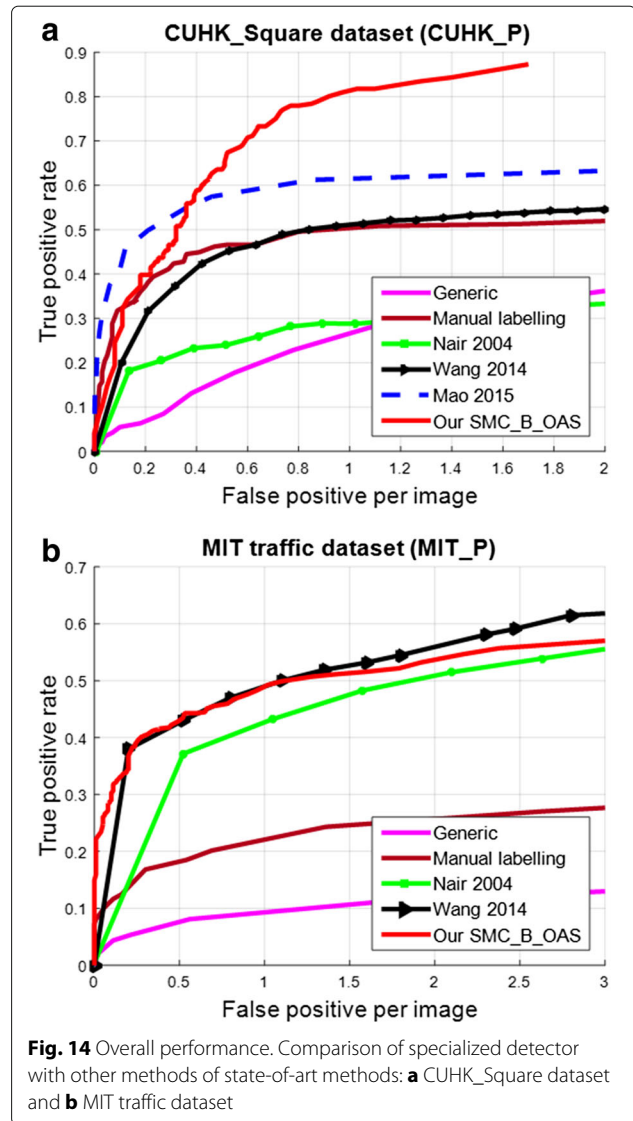 a
CUHK_Square dataset (CUHK_P)
0.9
0.8
0.7
0.6
0.5
0.4
0.3
0.2
0.1
0
True positive rate
Generic
Manual labelling
Nair 2004
Wang 2014
Mao 2015
Our SMC_B_OAS
0 0.2 0.4 0.6 0.8 1 1.2 1.4 1.6 1.8 2
False positive per image
b
MIT traffic dataset (MIT_P)
0.7
0.6
0.5
0.4
0.3
0.2
0.1
0
True positive rate
Generic
Manual labelling
Nair 2004
Wang 2014
Our SMC_B_OAS
0 0.5 1 1.5 2 2.5 3
False positive per image
Fig. 14 Overall performance. Comparison of specialized detector
with other methods of state-of-art methods: a CUHK_Square dataset
and b MIT traffic dataset